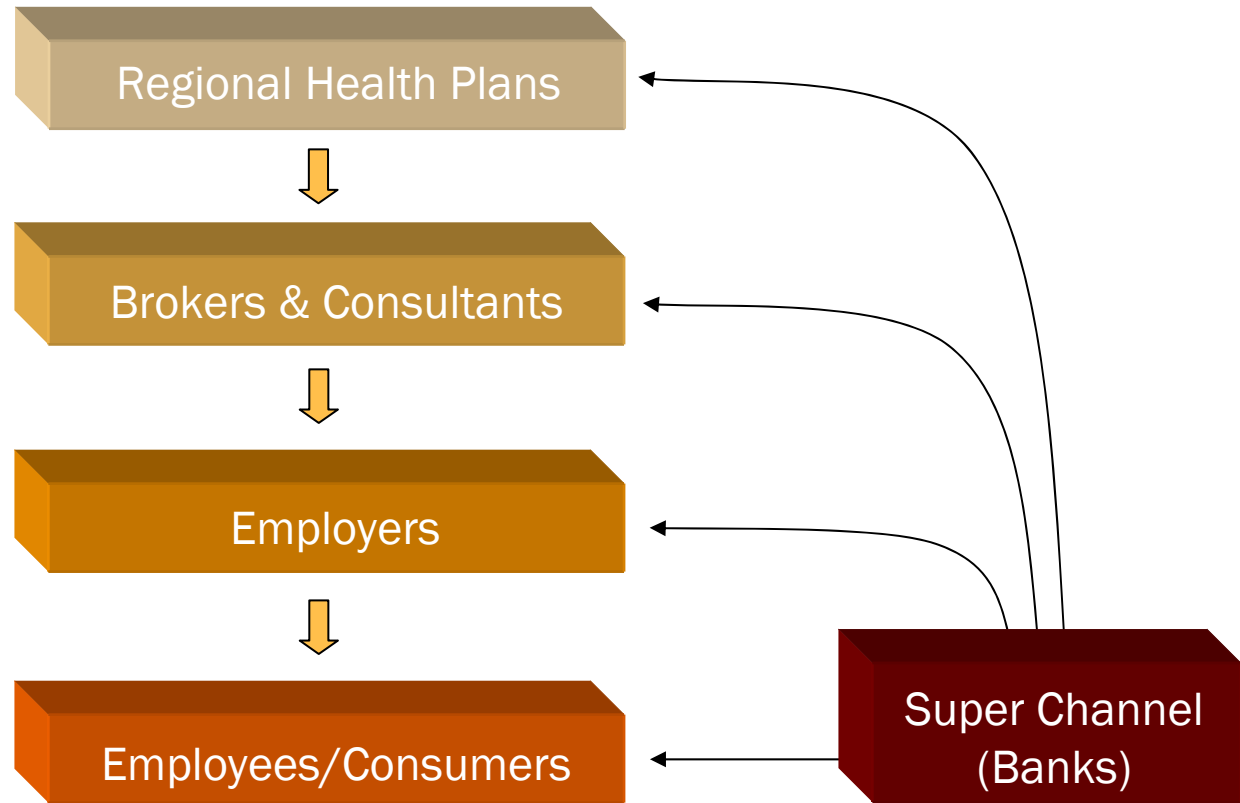 Regional Health Plans
Brokers & Consultants
Employers
Employees/Consumers
Super Channel
(Banks)